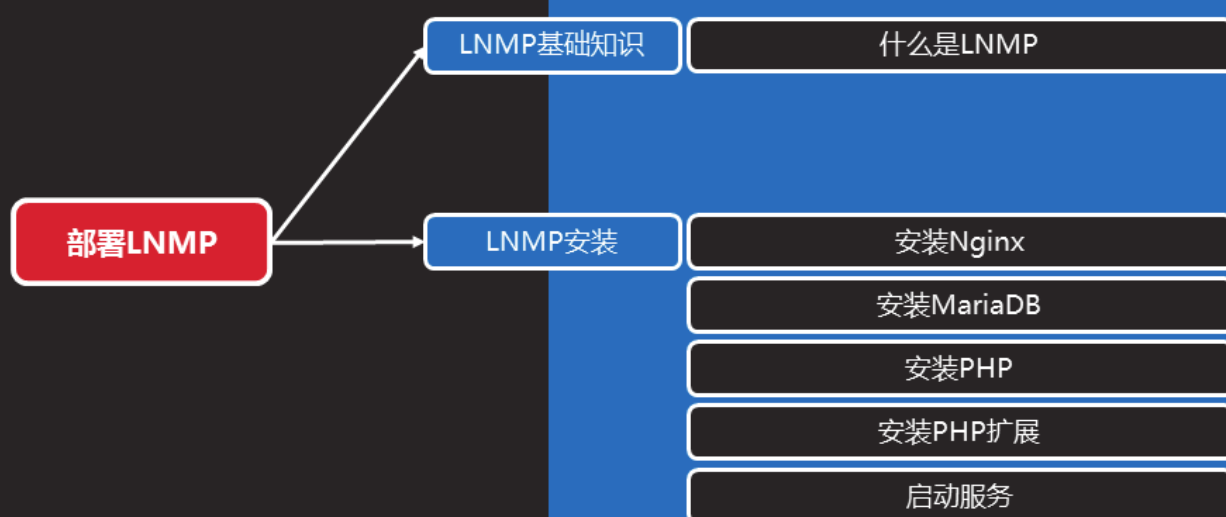 LNMP基础知识
什么是LNMP
部署LNMP
LNMP安装
安装Nginx
安装MariaDB
安装PHP
安装PHP扩展
启动服务